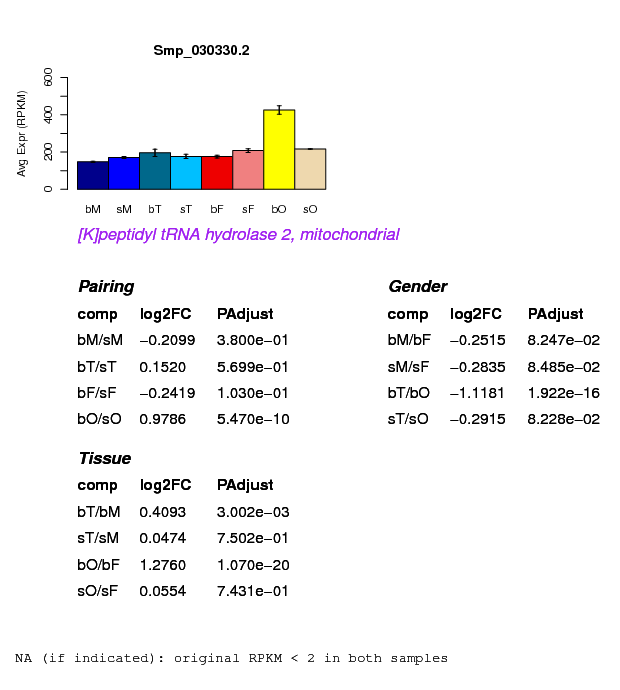 Smp_030330.2
Avg Expr (RPKM)
0 200 400 600
bM sM bT sT bF sF bO sO
[K]peptidyl tRNA hydrolase 2, mitochondrial
Pairing
comp log2FC PAdjust
bM/sM −0.2099 3.800e−01
bT/sT 0.1520 5.699e−01
bF/sF −0.2419 1.030e−01
bO/sO 0.9786 5.470e−10
Gender
comp log2FC PAdjust
bM/bF −0.2515 8.247e−02
sM/sF −0.2835 8.485e−02
bT/bO −1.1181 1.922e−16
sT/sO −0.2915 8.228e−02
Tissue
comp log2FC PAdjust
bT/bM 0.4093 3.002e−03
sT/sM 0.0474 7.502e−01
bO/bF 1.2760 1.070e−20
sO/sF 0.0554 7.431e−01
NA (if indicated): original RPKM < 2 in both samples